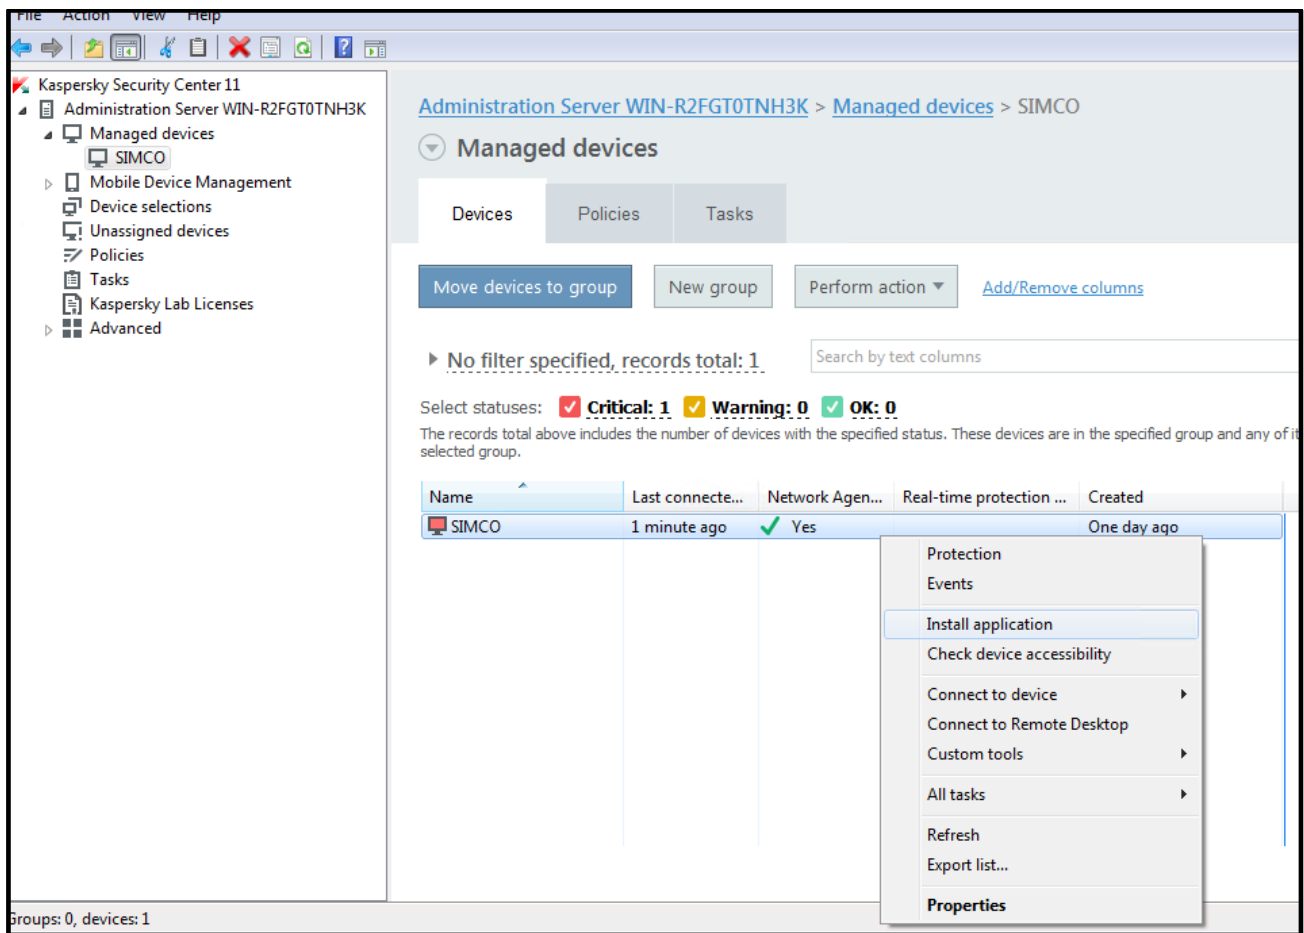 File Action View Help
Kaspersky Security Center 11
Administration Server WIN-R2FGT0TNH3K
Managed devices
SIMCO
Mobile Device Management
Device selections
Unassigned devices
Policies
Tasks
Kaspersky Lab Licenses
Advanced
Administration Server WIN-R2FGT0TNH3K > Managed devices > SIMCO
Managed devices
Devices Policies Tasks
Move devices to group New group Perform action Add/Remove columns
No filter specified, records total: 1 Search by text columns
Select statuses: Critical: 1 Warning: 0 OK: 0
The records total above includes the number of devices with the specified status. These devices are in the specified group and any of it
selected group.
Name Last connecte... Network Agen... Real-time protection ... Created
SIMCO 1 minute ago Yes One day ago
Protection
Events
Install application
Check device accessibility
Connect to device
Connect to Remote Desktop
Custom tools
All tasks
Refresh
Export list...
Properties
Groups: 0, devices: 1